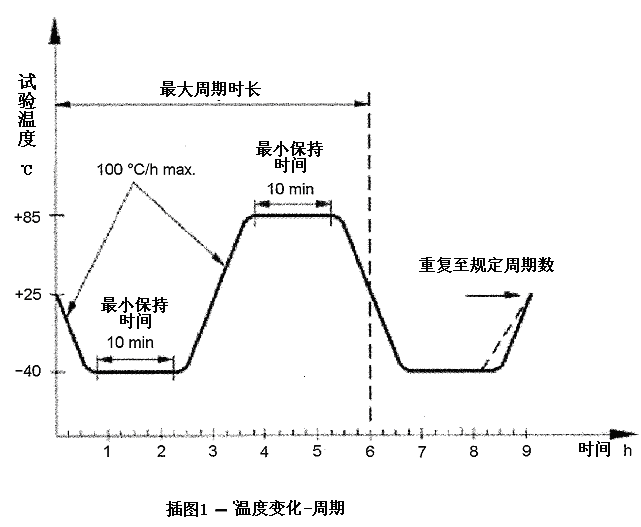 试验温度
℃
最大周期时长
100 °C/h max.
最小保持
时间
10 min
+85
重复至规定周期数
+25
最小保持
时间
10 min
−40
1 2 3 4 5 6 7 8 9
时间 h
插图1 — 温度变化-周期